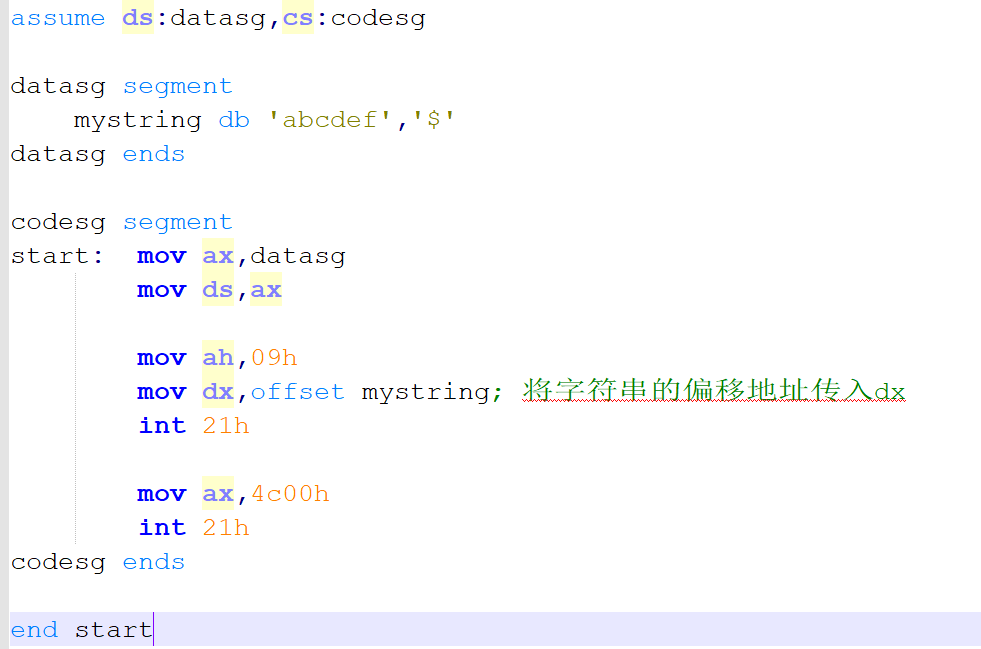 assume ds:datasg,cs:codesg
datasg segment
mystring db 'abcdef','$'
datasg ends
codesg segment
start: mov ax,datasg
mov ds,ax
mov ah,09h
mov dx,offset mystring; 将字符串的偏移地址传入dx
int 21h
mov ax,4c00h
int 21h
codesg ends
end start